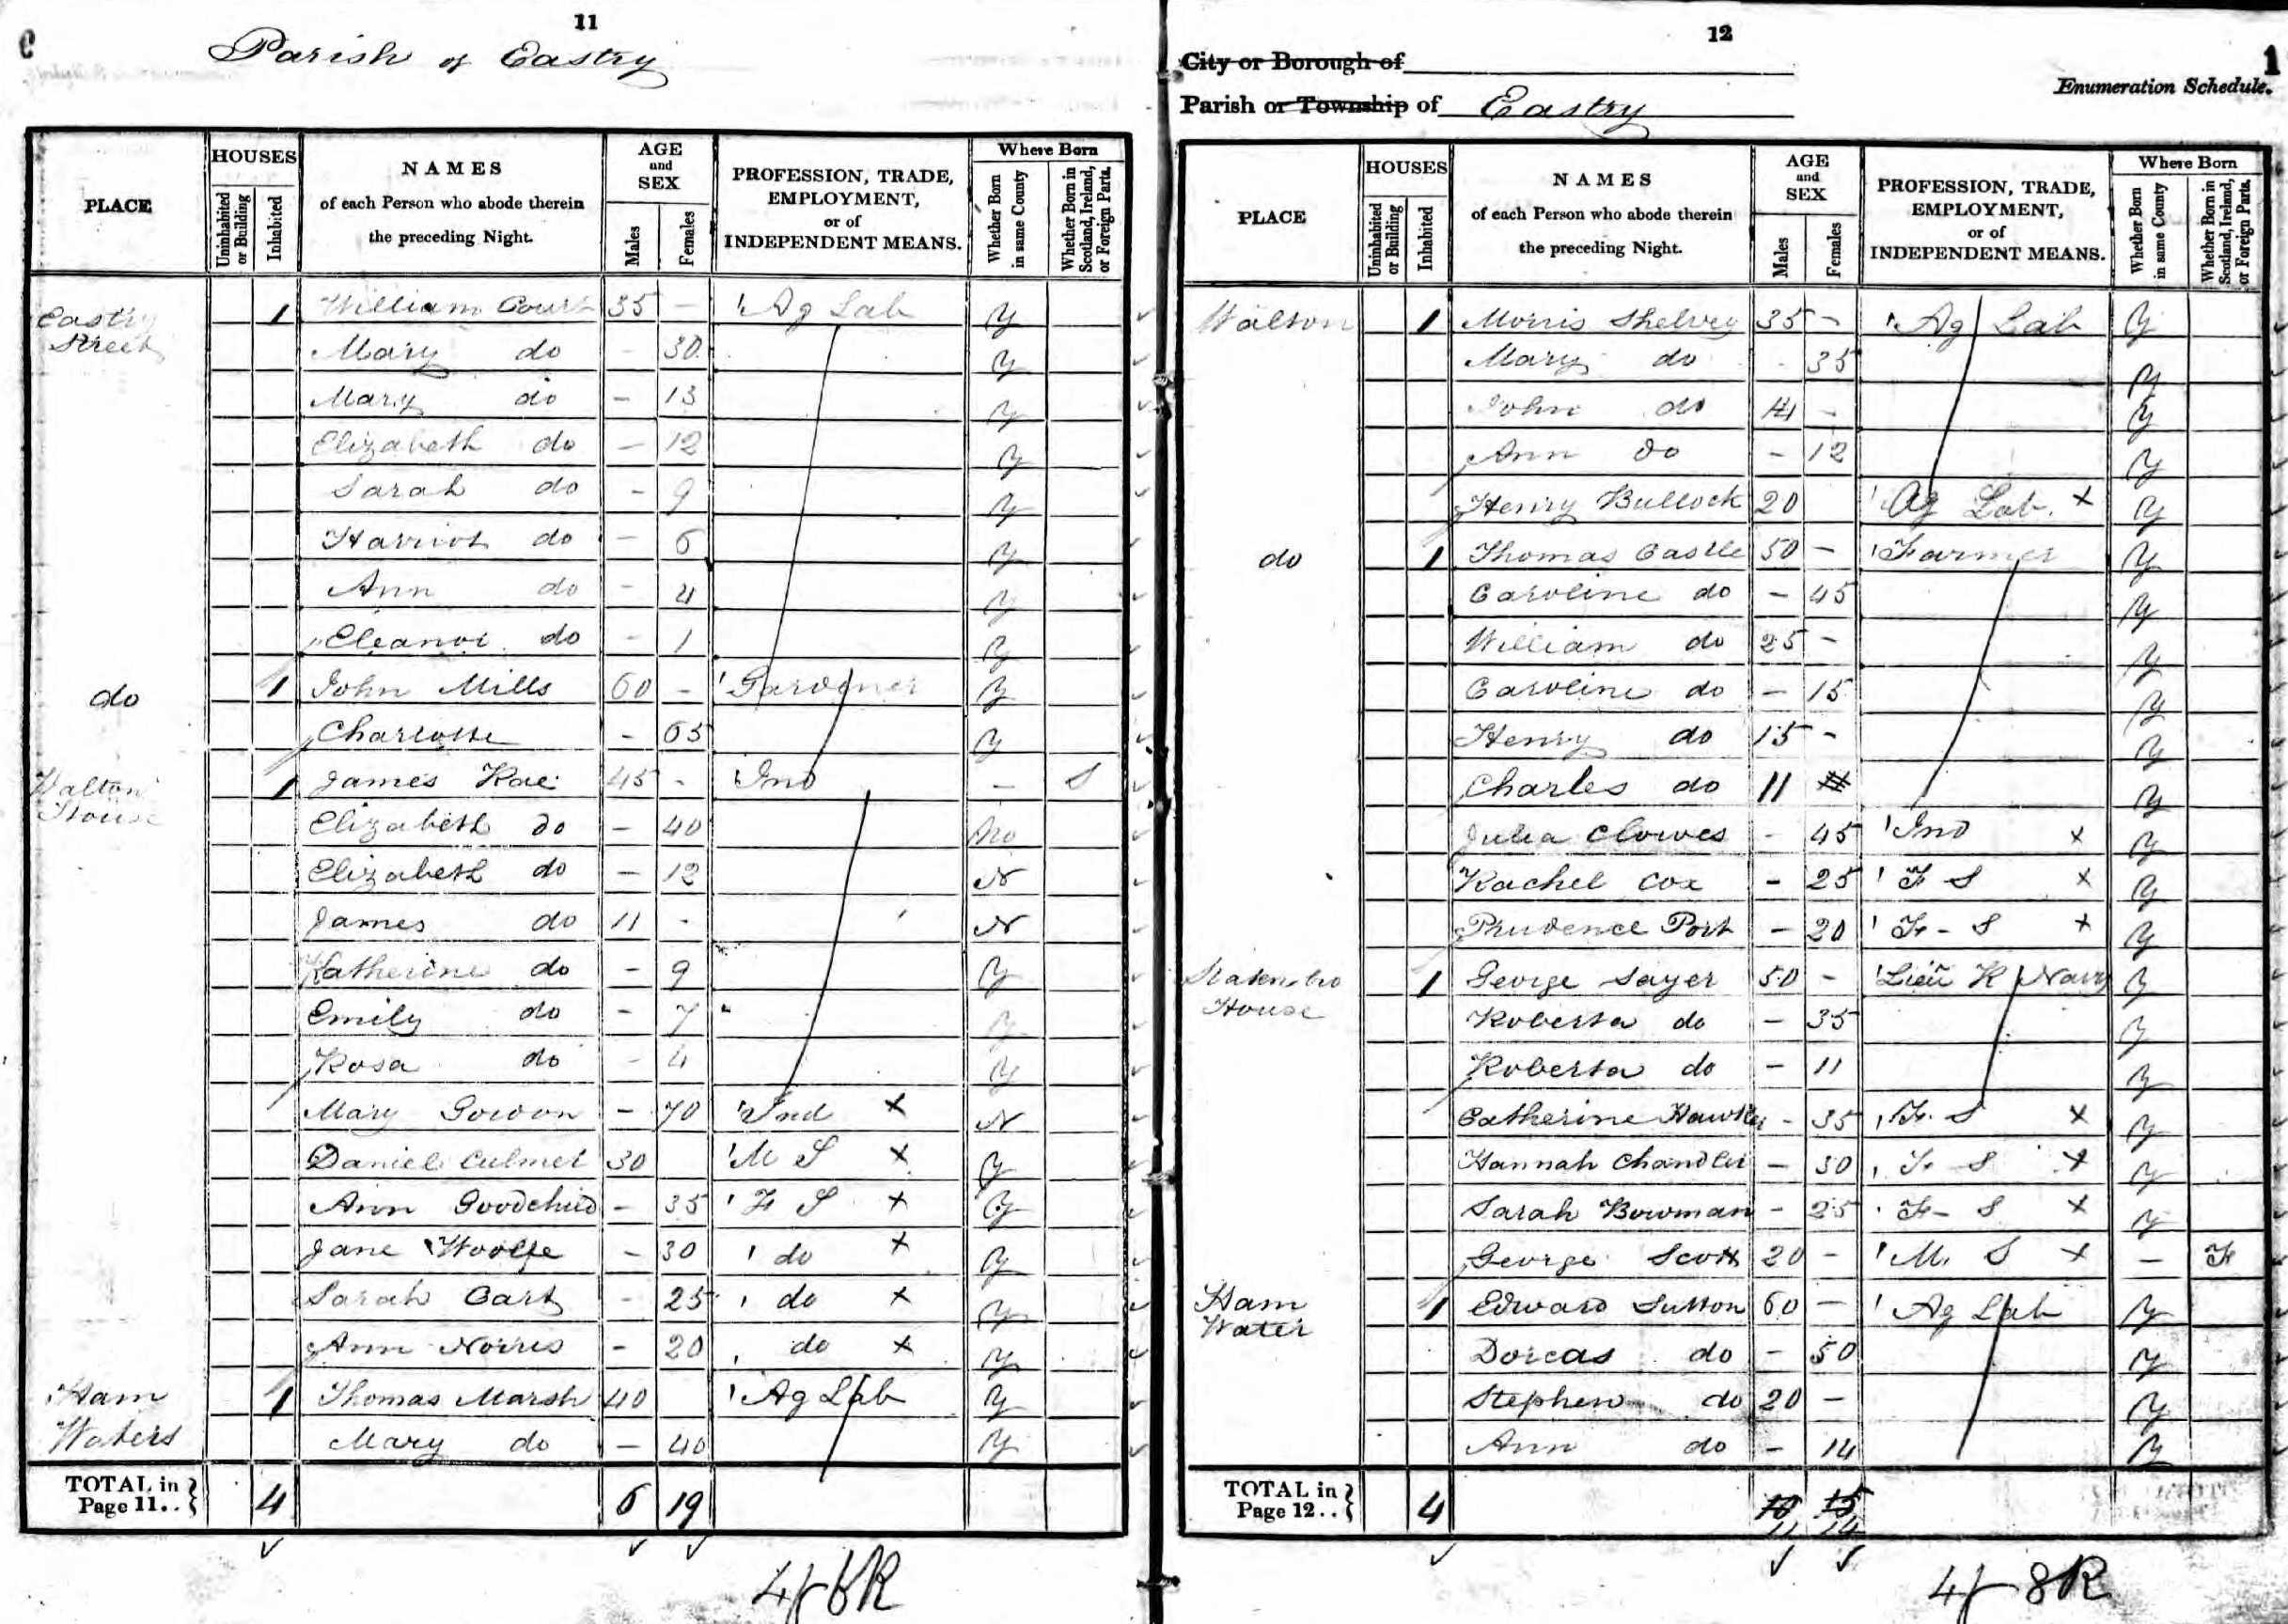 11
Parish of Eastry
PLACE
HOUSES
Uninhabited or Building
Inhabited
NAMES
of each Person who abode therein
the preceding Night.
AGE
and
SEX
Males
Females
PROFESSION, TRADE,
EMPLOYMENT,
or of
INDEPENDENT MEANS.
Where Born
Whether Born in same County
Whether Born in Scotland, Ireland, or Foreign Parts.
Eastry Street 1 William Court 35 - Ag Lab y
Mary do - 30 y
Mary do - 13 y
Elizabeth do - 12 y
Sarah do - 9 y
Harriot do - 6 y
Ann do - 4 y
Eleanor do - 1 y
do 1 John Mills 60 - Gardener y
Charlotte - 65 y
Walton House 1 James Rae 45 - Ind - S
Elizabeth do - 40 No
Elizabeth do - 12 N
James do 11 - N
Katherine do - 9 y
Emily do - 7 y
Rosa do - 4 y
Mary Gordon - 70 Ind x N
Daniel Culmer 30 M S x y
Ann Goodchild - 35 F S x y
Jane Woolfe - 30 do x y
Sarah Cart - 25 do x y
Ann Norris - 20 do x y
Ham Waters 1 Thomas Marsh 40 Ag Lab y
Mary do - 40 y
TOTAL in Page 11.. 4 6 19
12
City or Borough of
Enumeration Schedule.
Parish or Township of Eastry
PLACE
HOUSES
Uninhabited or Building
Inhabited
NAMES
of each Person who abode therein
the preceding Night.
AGE
and
SEX
Males
Females
PROFESSION, TRADE,
EMPLOYMENT,
or of
INDEPENDENT MEANS.
Where Born
Whether Born in same County
Whether Born in Scotland, Ireland, or Foreign Parts.
Walton 1 Morris Shelvey 35 - Ag Lab y
Mary do - 35 y
John do 14 - y
Ann do - 12 y
Henry Bullock 20 Ag Lab. x y
do 1 Thomas Castle 50 - Farmer y
Caroline do - 45 y
William do 25 - y
Caroline do - 15 y
Henry do 15 - y
Charles do 11 y
Julia Clowes - 45 Ind x y
Rachel Cox - 25 F S x y
Prudence Port - 20 F - S x y
House 1 George Sayer 50 - Lieu R Navy y
Roberta do - 35 y
Roberta do - 11 y
Catherine Hawkes - 35 F. S x y
Hannah Chandler - 30 F S x y
Sarah Bowman - 25 F - S x y
George Scott 20 - M. S x - F
Ham Water 1 Edward Sutton 60 - Ag Lab y
Dorcas do - 50 y
Stephen do 20 - y
Ann do - 14 y
TOTAL in Page 12.. 4 10 15
11 14